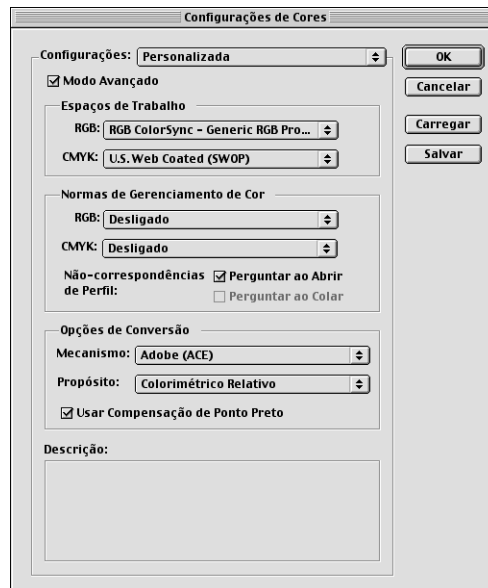 Configurações de Cores
Configurações: Personalizada
OK
Modo Avançado
Cancelar
Espaços de Trabalho
RGB: RGB ColorSync - Generic RGB Pro...
Carregar
CMYK: U.S. Web Coated (SWOP)
Salvar
Normas de Gerenciamento de Cor
RGB: Desligado
CMYK: Desligado
Não-correspondências de Perfil:
Perguntar ao Abrir
Perguntar ao Colar
Opções de Conversão
Mecanismo: Adobe (ACE)
Propósito: Colorimétrico Relativo
Usar Compensação de Ponto Preto
Descrição: